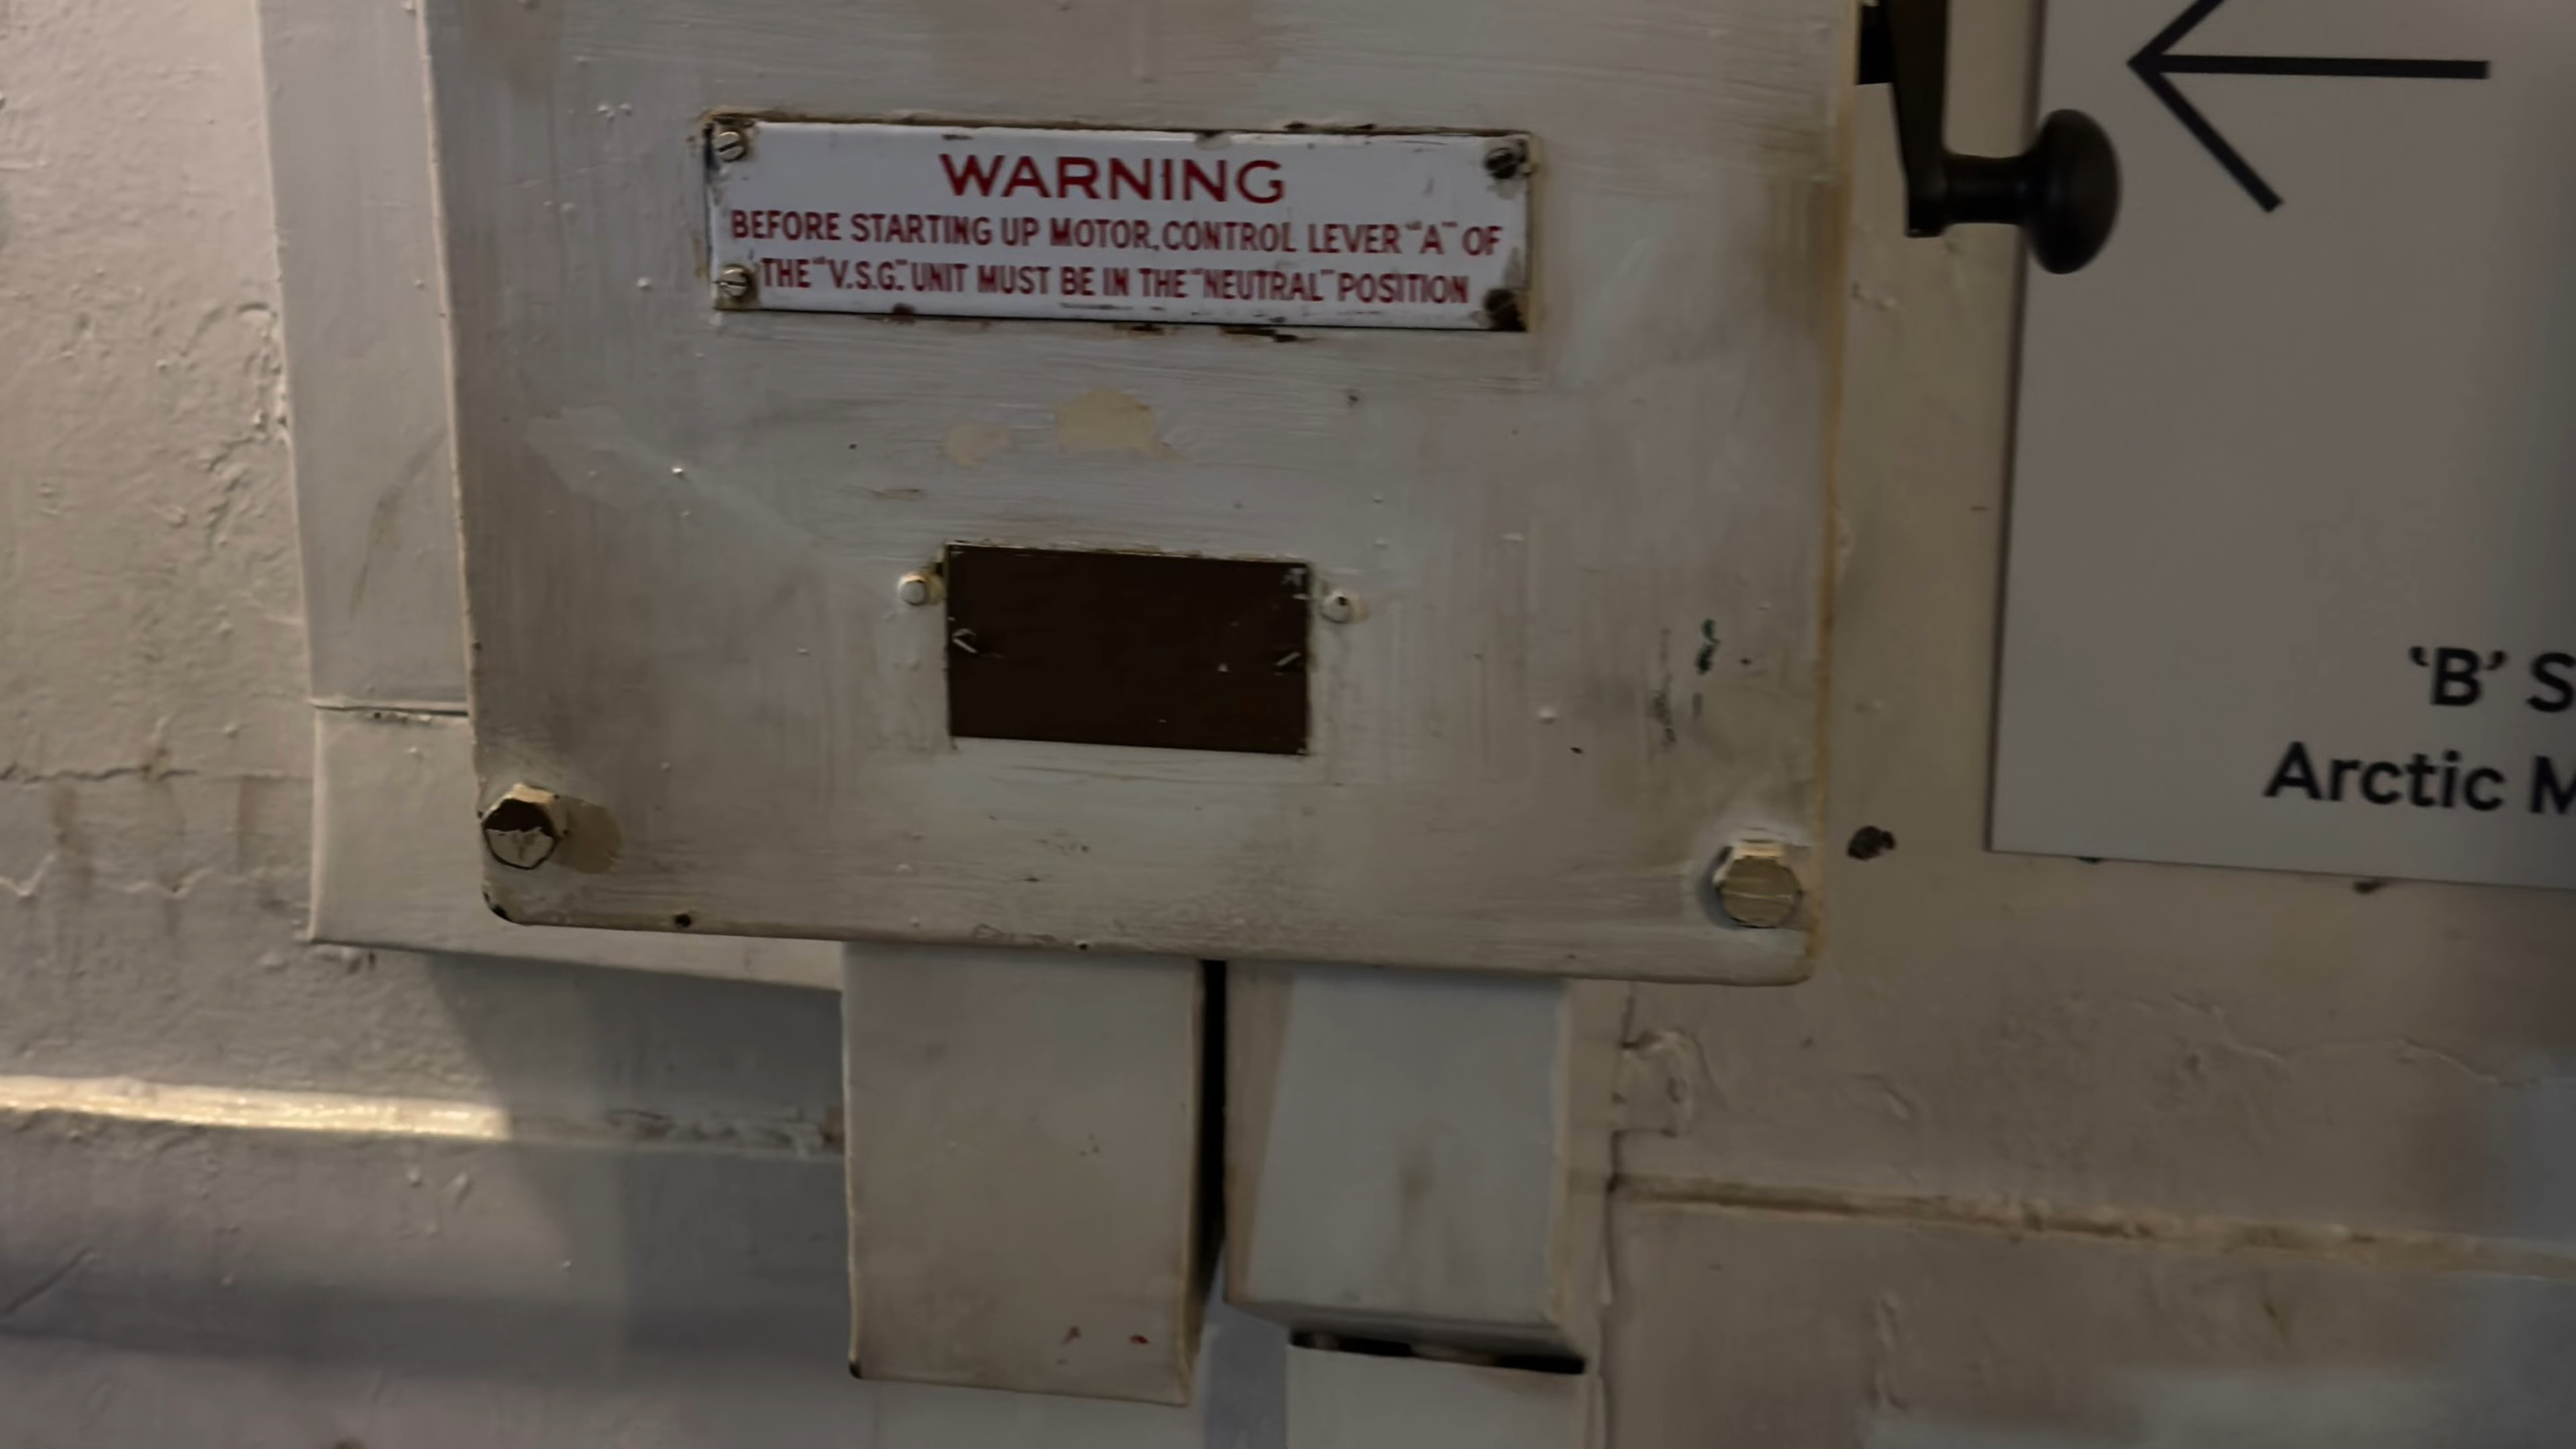 WARNING
BEFORE STARTING UP MOTOR, CONTROL LEVER "A" OF
THE "V.S.G." UNIT MUST BE IN THE "NEUTRAL" POSITION
'B' S
Arctic M